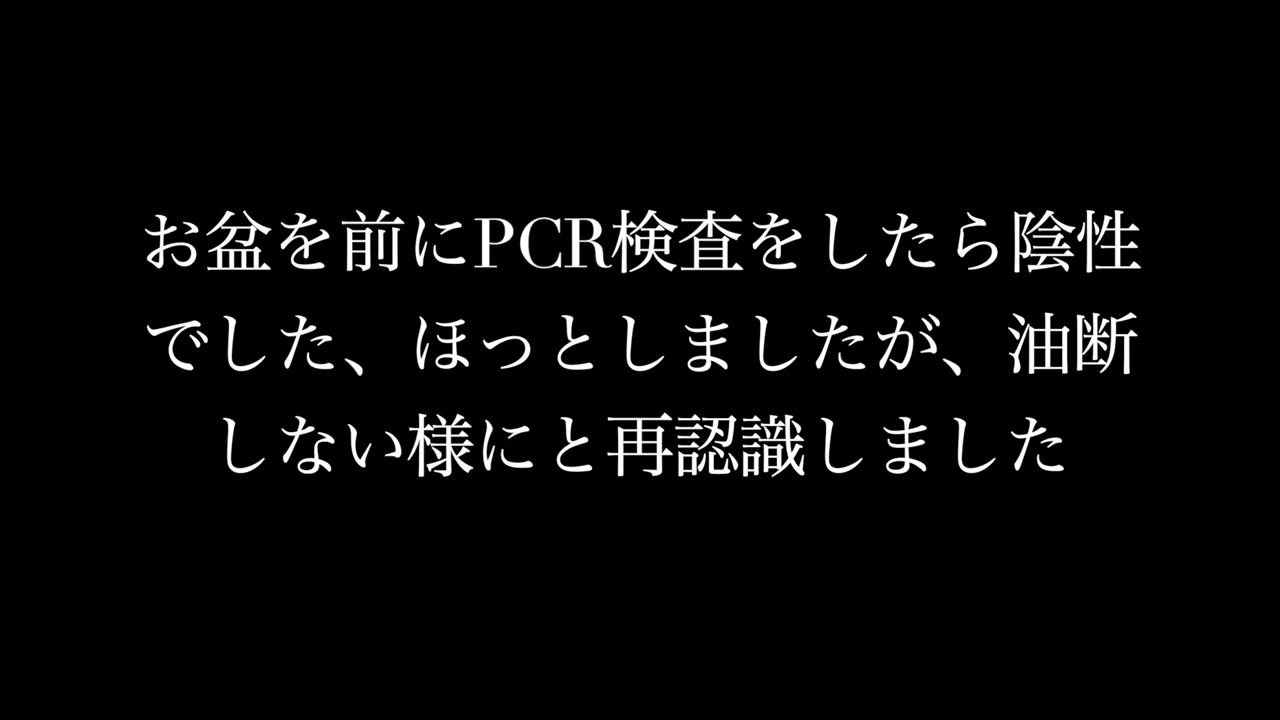 お盆を前にPCR検査をしたら陰性
でした、ほっとしましたが、油断
しない様にと再認識しました